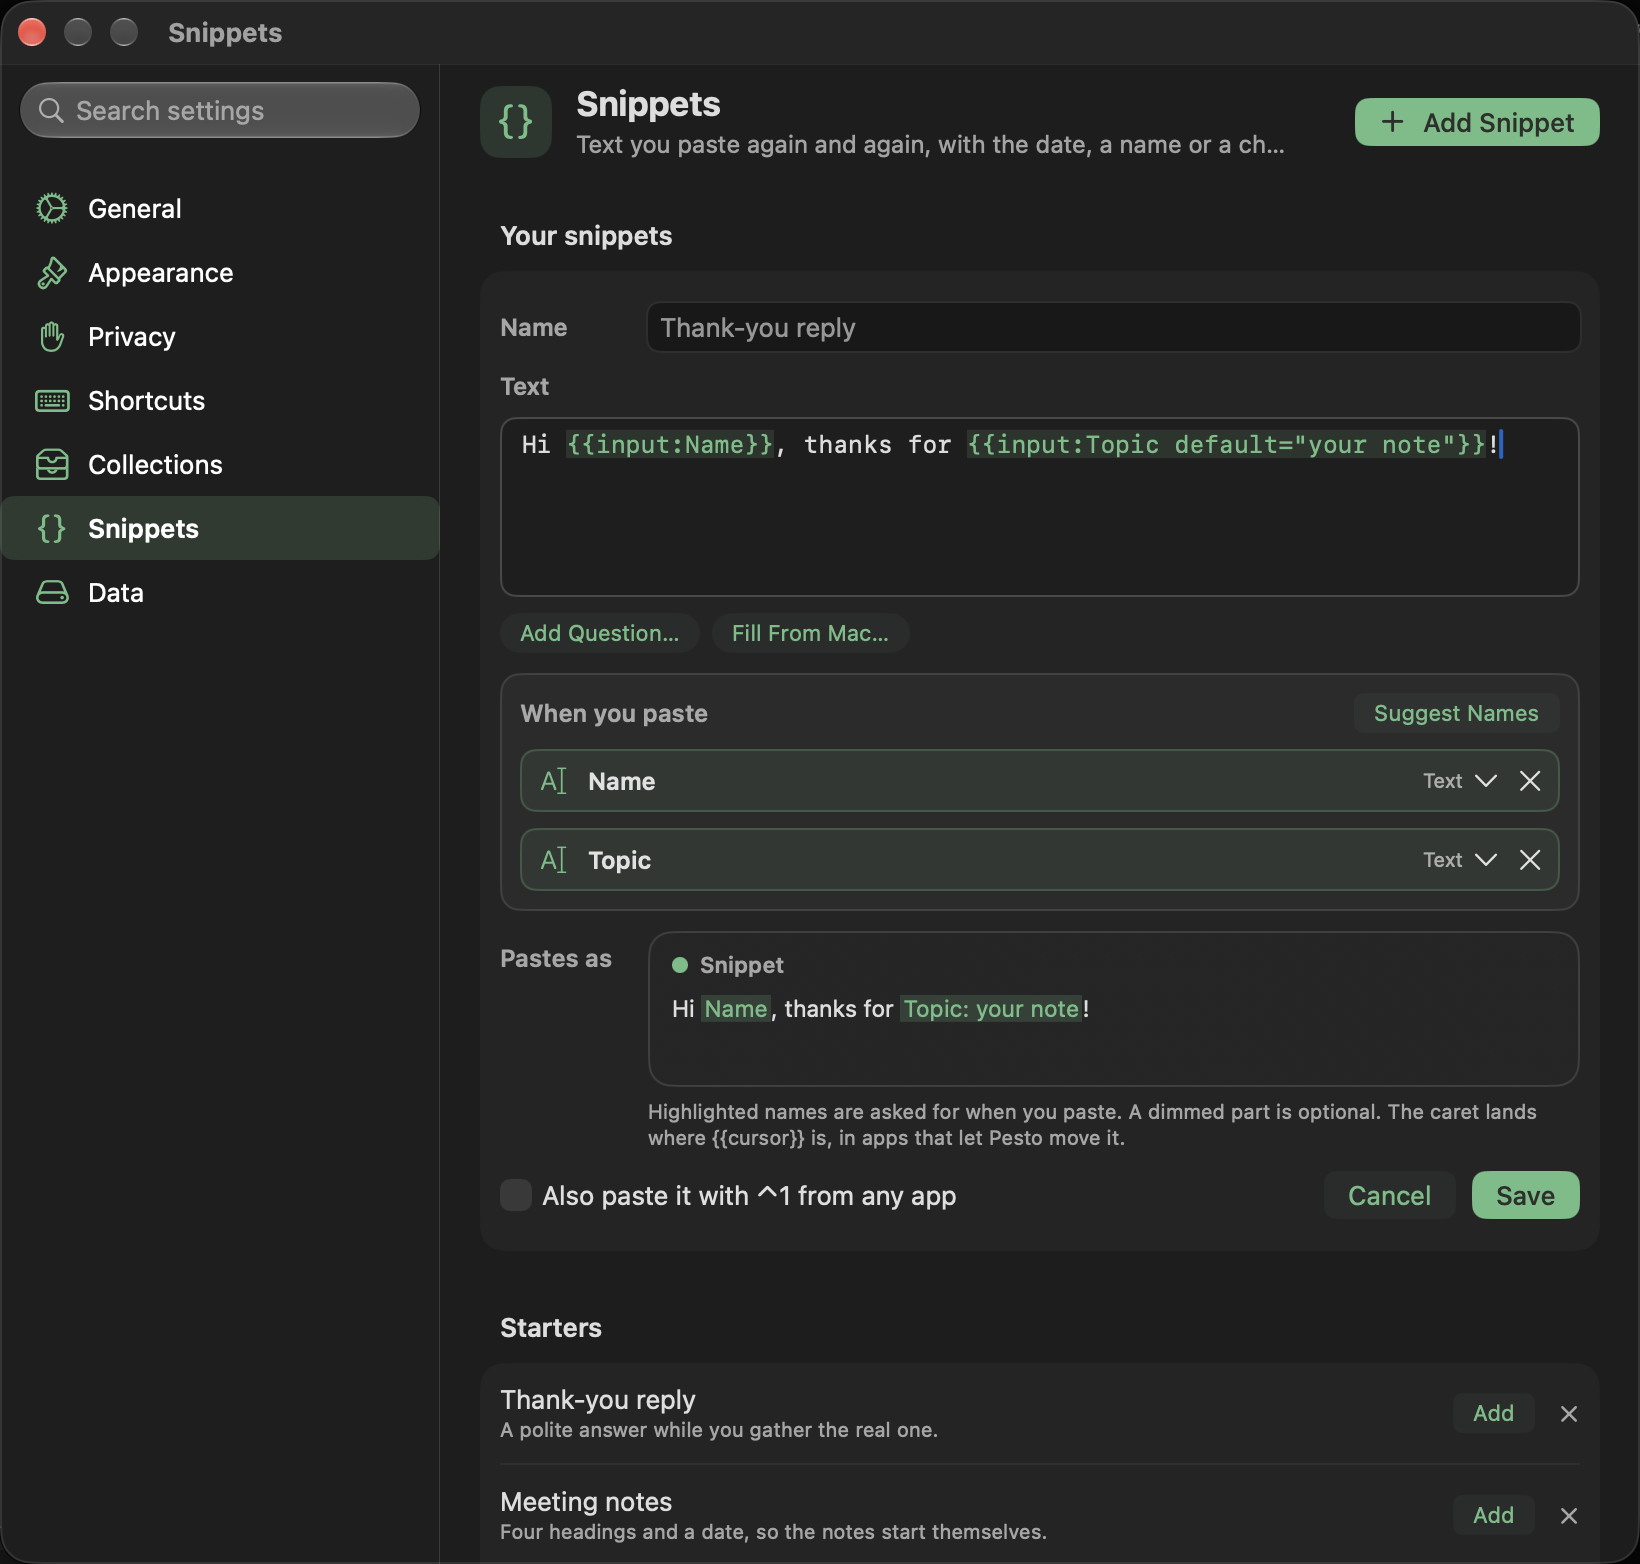 Snippets
Search settings
General
Appearance
Privacy
Shortcuts
Collections
Snippets
Data
Snippets
Text you paste again and again, with the date, a name or a ch...
+ Add Snippet
Your snippets
Name
Thank-you reply
Text
Hi {{input:Name}}, thanks for {{input:Topic default="your note"}}!
Add Question...
Fill From Mac...
When you paste
Suggest Names
Name
Text
Topic
Text
Pastes as
Snippet
Hi Name, thanks for Topic: your note!
Highlighted names are asked for when you paste. A dimmed part is optional. The caret lands
where {{cursor}} is, in apps that let Pesto move it.
Also paste it with ^1 from any app
Cancel
Save
Starters
Thank-you reply
A polite answer while you gather the real one.
Add
Meeting notes
Four headings and a date, so the notes start themselves.
Add